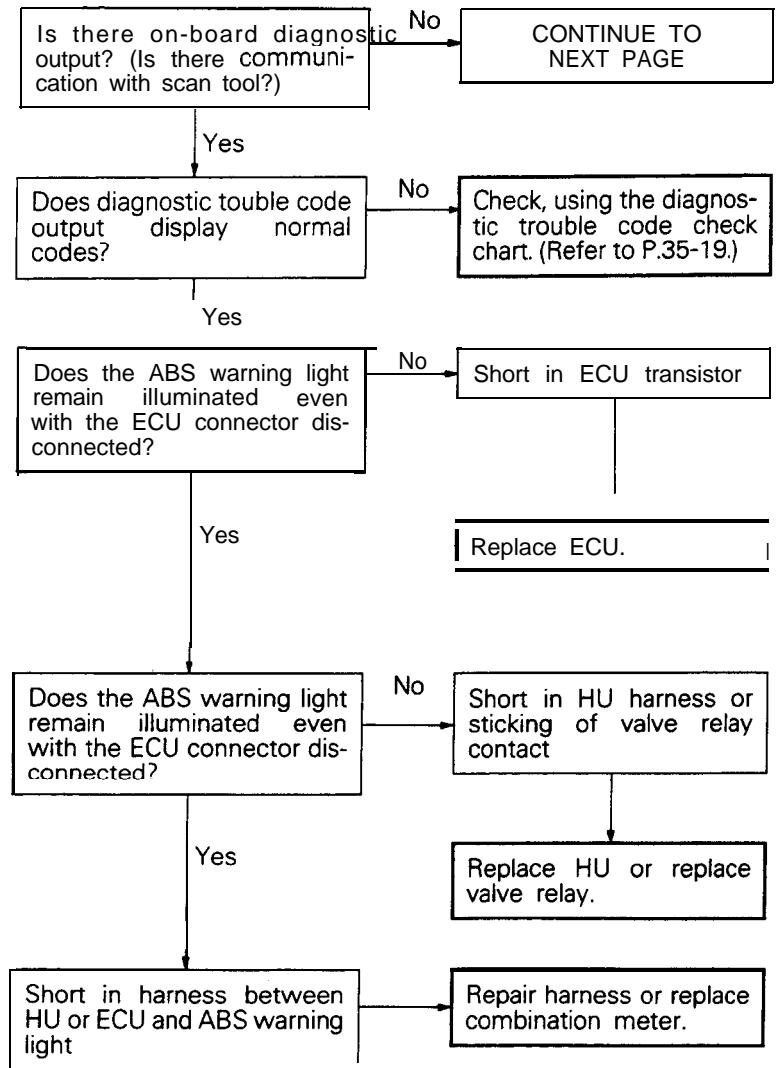 Is there on-board diagnostic
output? (Is there communi-
cation with scan tool?)
No
CONTINUE TO
NEXT PAGE
Yes
Does diagnostic touble code
output display normal
codes?
No
Check, using the diagnos-
tic trouble code check
chart. (Refer to P.35-19.)
Yes
Does the ABS warning light
remain illuminated even
with the ECU connector dis-
connected?
No
Short in ECU transistor
Replace ECU.
Yes
Does the ABS warning light
remain illuminated even
with the ECU connector dis-
connected?
No
Short in HU harness or
sticking of valve relay
contact
Replace HU or replace
valve relay.
Yes
Short in harness between
HU or ECU and ABS warning
light
Repair harness or replace
combination meter.